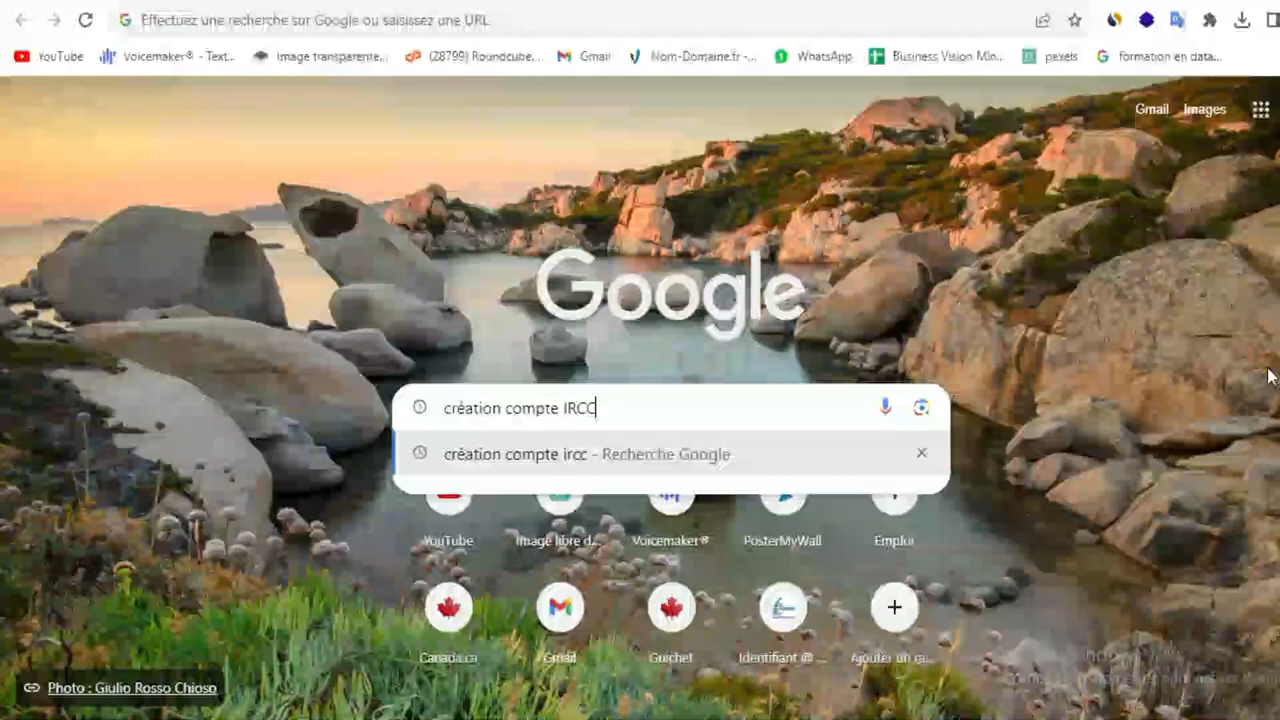 Effectuez une recherche sur Google ou saisissez une URL
YouTube
Voicemaker® - Text...
image transparente...
(28799) Roundcube...
Gmail
Nom-Domaine.fr -...
WhatsApp
Business Vision Min...
pexels
formation en data...
Gmail
Images
Google
création compte IRCC
création compte ircc - Recherche Google
YouTube
Image libre d...
Voicemaker®
PosterMyWall
Emploi
Canada.ca
Gmail
Guichet
Identifiant @ ...
Ajouter un ra...
Photo : Giulio Rosso Chioso